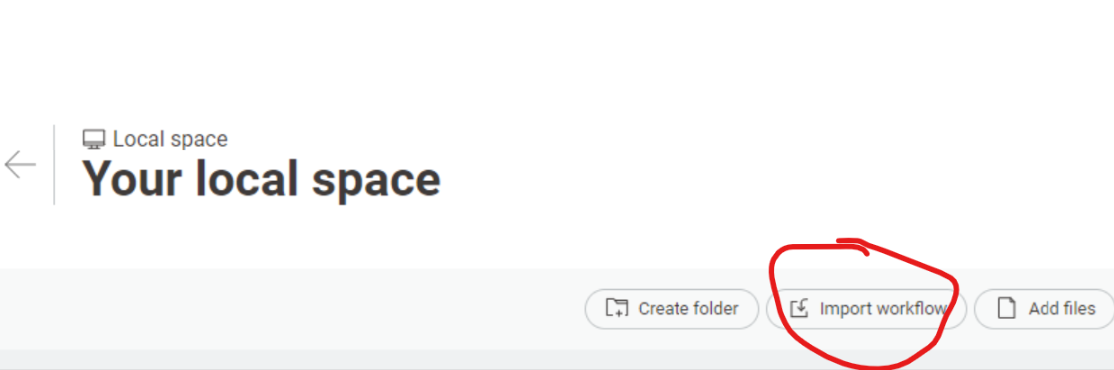 Local space
Your local space
Create folder
Import workflow
Add files